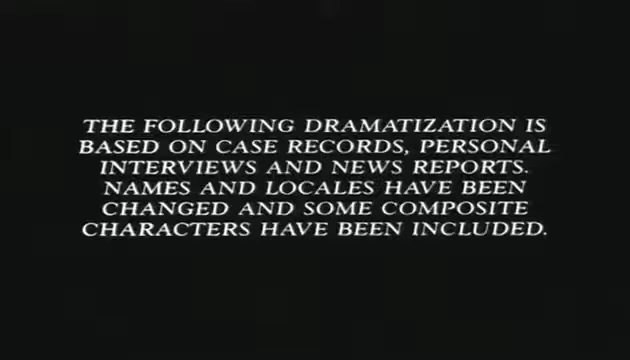 THE FOLLOWING DRAMATIZATION IS
BASED ON CASE RECORDS, PERSONAL
INTERVIEWS AND NEWS REPORTS.
NAMES AND LOCALES HAVE BEEN
CHANGED AND SOME COMPOSITE
CHARACTERS HAVE BEEN INCLUDED.